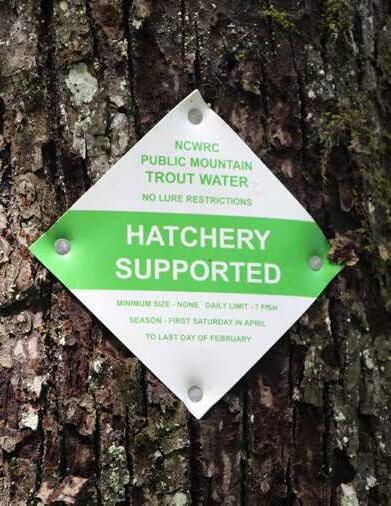 NCWRC
PUBLIC MOUNTAIN
TROUT WATER
NO LURE RESTRICTIONS
HATCHERY
SUPPORTED
MINIMUM SIZE - NONE DAILY LIMIT - 7 FISH
SEASON - FIRST SATURDAY IN APRIL
TO LAST DAY OF FEBRUARY